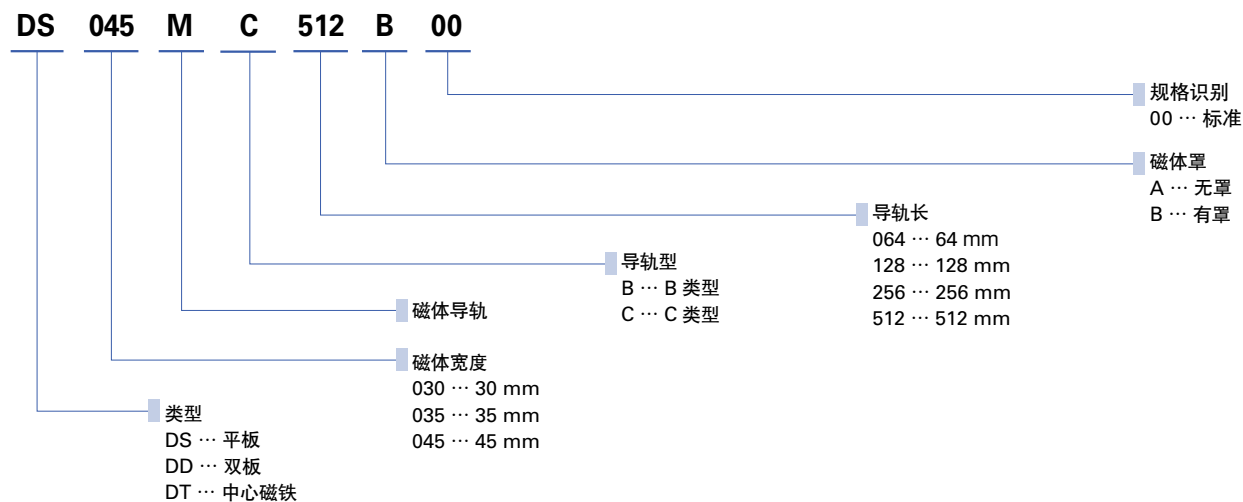 DS 045 M C 512 B 00
规格识别
00 … 标准
磁体罩
A … 无罩
B … 有罩
导轨长
064 … 64 mm
128 … 128 mm
256 … 256 mm
512 … 512 mm
导轨型
B … B 类型
C … C 类型
磁体导轨
磁体宽度
030 … 30 mm
035 … 35 mm
045 … 45 mm
类型
DS … 平板
DD … 双板
DT … 中心磁铁